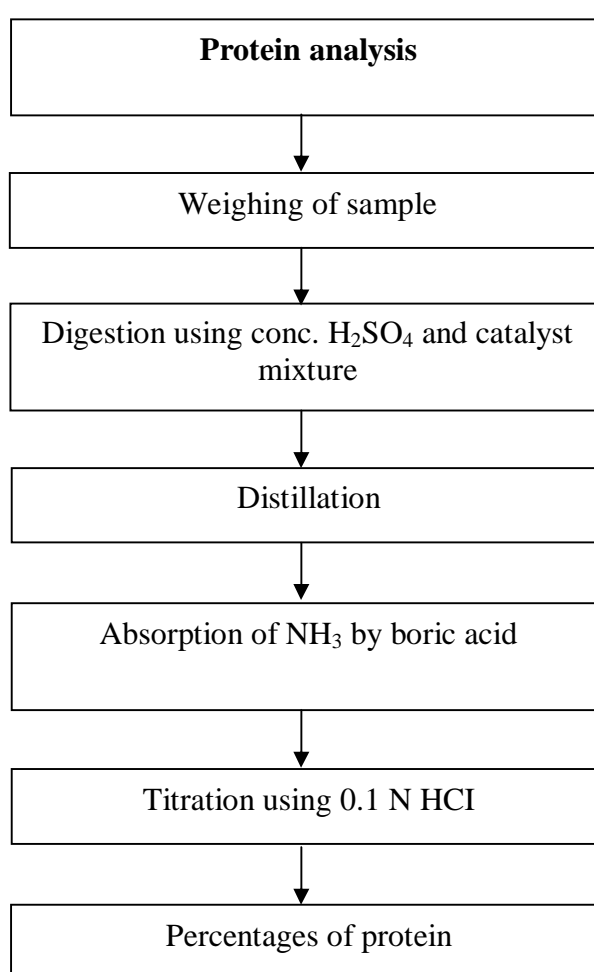 Protein analysis
Weighing of sample
Digestion using conc. H₂SO₄ and catalyst
mixture
Distillation
Absorption of NH₃ by boric acid
Titration using 0.1 N HCI
Percentages of protein